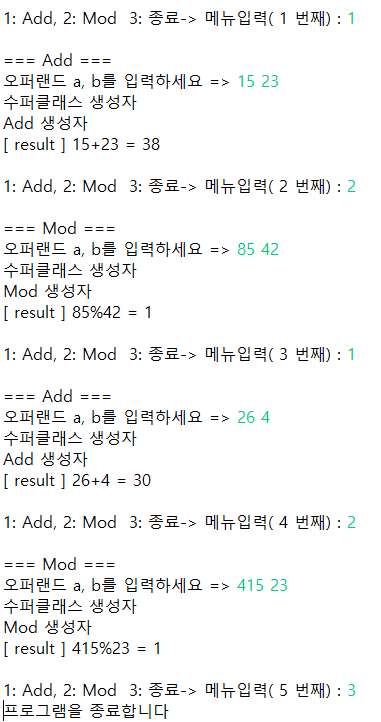 1: Add, 2: Mod  3: 종료-> 메뉴입력( 1 번째) : 1
=== Add ===
오퍼랜드 a, b를 입력하세요 => 15 23
수퍼클래스 생성자
Add 생성자
[ result ] 15+23 = 38
1: Add, 2: Mod  3: 종료-> 메뉴입력( 2 번째) : 2
=== Mod ===
오퍼랜드 a, b를 입력하세요 => 85 42
수퍼클래스 생성자
Mod 생성자
[ result ] 85%42 = 1
1: Add, 2: Mod  3: 종료-> 메뉴입력( 3 번째) : 1
=== Add ===
오퍼랜드 a, b를 입력하세요 => 26 4
수퍼클래스 생성자
Add 생성자
[ result ] 26+4 = 30
1: Add, 2: Mod  3: 종료-> 메뉴입력( 4 번째) : 2
=== Mod ===
오퍼랜드 a, b를 입력하세요 => 415 23
수퍼클래스 생성자
Mod 생성자
[ result ] 415%23 = 1
1: Add, 2: Mod  3: 종료-> 메뉴입력( 5 번째) : 3
프로그램을 종료합니다